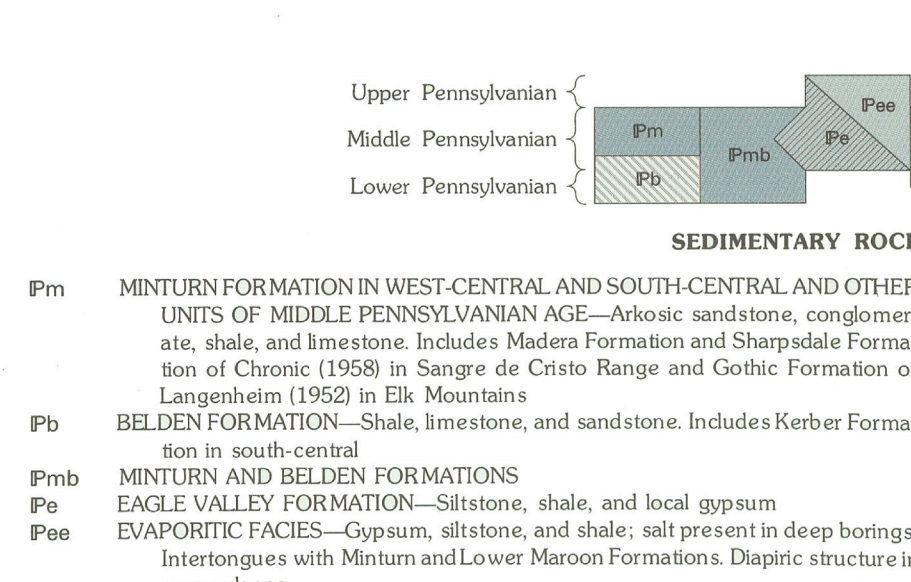 Upper Pennsylvanian
Pee
Middle Pennsylvanian
Pm
Pe
Pmb
Lower Pennsylvanian
Pb
SEDIMENTARY ROC
Pm MINTURN FORMATION IN WEST-CENTRAL AND SOUTH-CENTRAL AND OTHER
UNITS OF MIDDLE PENNSYLVANIAN AGE—Arkosic sandstone, conglomer
ate, shale, and limestone. Includes Madera Formation and Sharpsdale Forma
tion of Chronic (1958) in Sangre de Cristo Range and Gothic Formation o
Langenheim (1952) in Elk Mountains
Pb BELDEN FORMATION—Shale, limestone, and sandstone. Includes Kerber Forma
tion in south-central
Pmb MINTURN AND BELDEN FORMATIONS
Pe EAGLE VALLEY FORMATION—Siltstone, shale, and local gypsum
Pee EVAPORITIC FACIES—Gypsum, siltstone, and shale; salt present in deep borings
Intertongues with Minturn and Lower Maroon Formations. Diapiric structure in